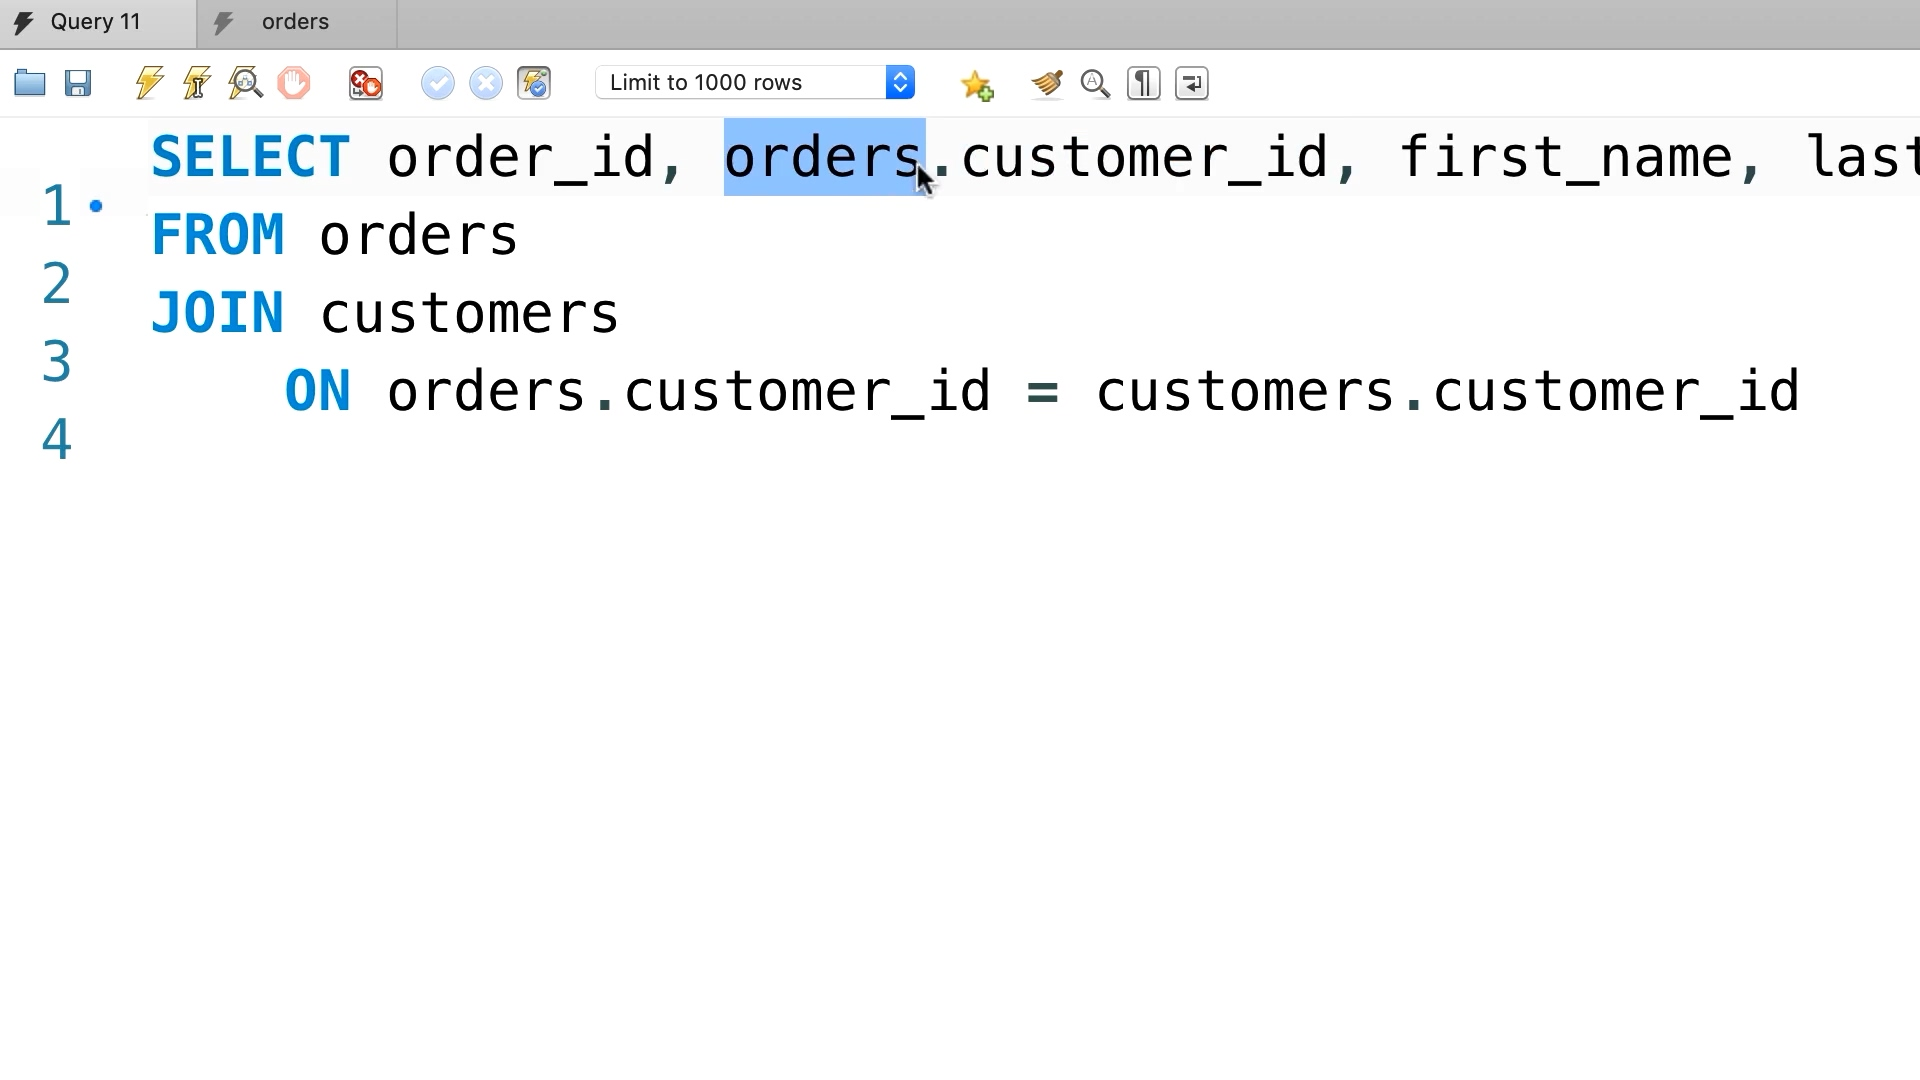 Query 11
orders
Limit to 1000 rows
1 SELECT order_id, orders.customer_id, first_name, last
2 FROM orders
3 JOIN customers
4 ON orders.customer_id = customers.customer_id